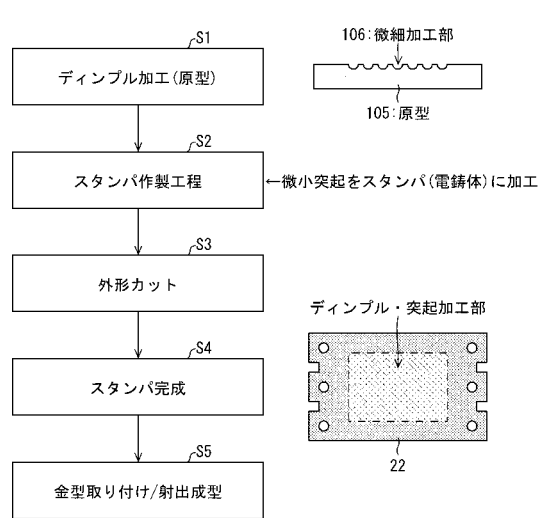 S1
ディンプル加工(原型)
106:微細加工部
105:原型
S2
スタンパ作製工程
←微小突起をスタンパ(電鋳体)に加工
S3
外形カット
ディンプル・突起加工部
S4
スタンパ完成
22
S5
金型取り付け/射出成型